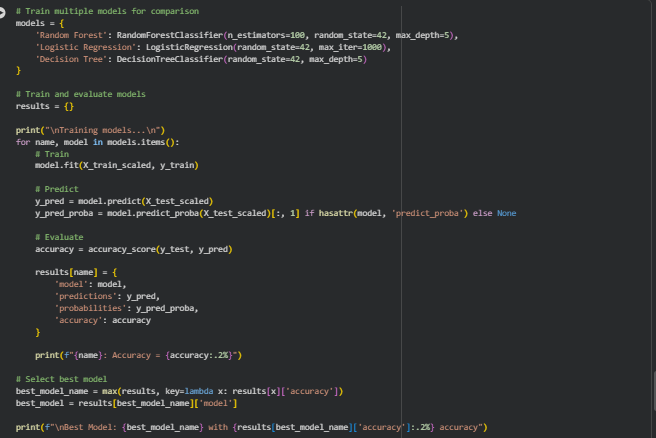 # Train multiple models for comparison
models = {
    'Random Forest': RandomForestClassifier(n_estimators=100, random_state=42, max_depth=5),
    'Logistic Regression': LogisticRegression(random_state=42, max_iter=1000),
    'Decision Tree': DecisionTreeClassifier(random_state=42, max_depth=5)
}
# Train and evaluate models
results = {}
print("\nTraining models...\n")
for name, model in models.items():
    # Train
    model.fit(X_train_scaled, y_train)
    # Predict
    y_pred = model.predict(X_test_scaled)
    y_pred_proba = model.predict_proba(X_test_scaled)[:, 1] if hasattr(model, 'predict_proba') else None
    # Evaluate
    accuracy = accuracy_score(y_test, y_pred)
    results[name] = {
        'model': model,
        'predictions': y_pred,
        'probabilities': y_pred_proba,
        'accuracy': accuracy
    }
    print(f"{name}: Accuracy = {accuracy:.2%}")
# Select best model
best_model_name = max(results, key=lambda x: results[x]['accuracy'])
best_model = results[best_model_name]['model']
print(f"\nBest Model: {best_model_name} with {results[best_model_name]['accuracy']:.2%} accuracy")